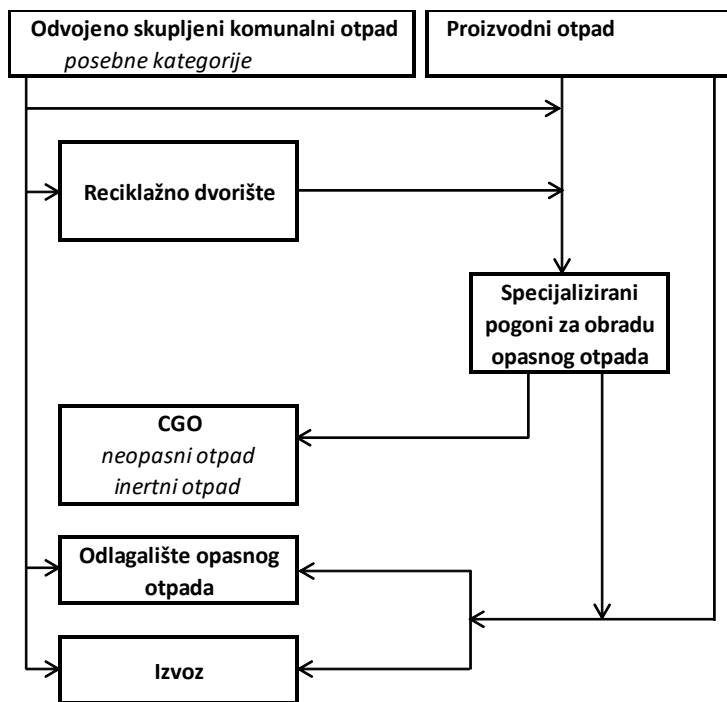 Odvojeno skupljeni komunalni otpad
posebne kategorije
Proizvodni otpad
Reciklažno dvorište
Specijalizirani
pogoni za obradu
opasnog otpada
CGO
neopasni otpad
inertni otpad
Odlagalište opasnog
otpada
Izvoz